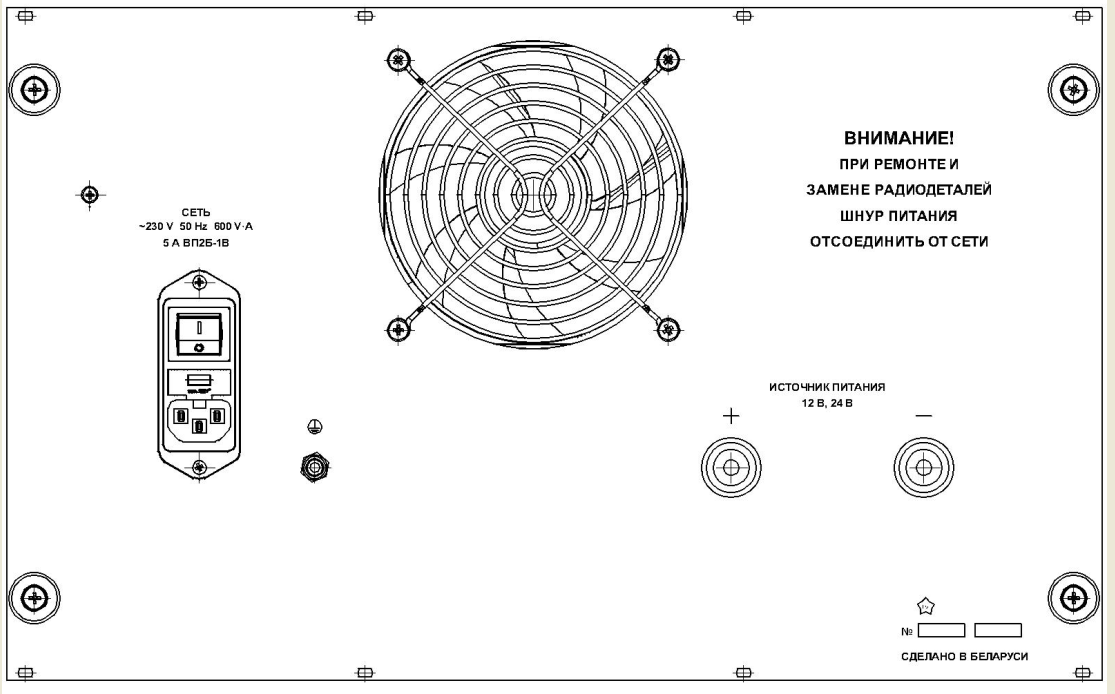 ВНИМАНИЕ!
ПРИ РЕМОНТЕ И
ЗАМЕНЕ РАДИОДЕТАЛЕЙ
ШНУР ПИТАНИЯ
ОТСОЕДИНИТЬ ОТ СЕТИ
СЕТЬ
~230 V 50 Hz 600 V·A
5 А ВП2Б-1В
ИСТОЧНИК ПИТАНИЯ
12 В, 24 В
+ −
№
СДЕЛАНО В БЕЛАРУСИ